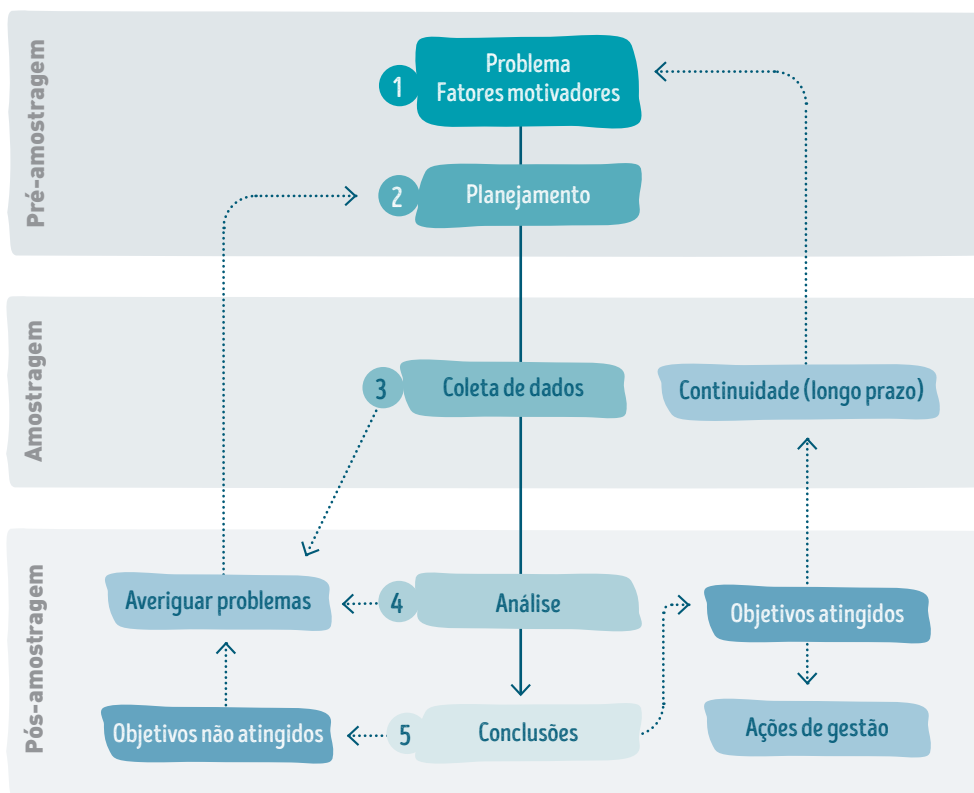 Pré-amostragem
1
Problema
Fatores motivadores
2
Planejamento
Amostragem
3
Coleta de dados
Continuidade (longo prazo)
Pós-amostragem
Averiguar problemas
4
Análise
Objetivos atingidos
Objetivos não atingidos
5
Conclusões
Ações de gestão